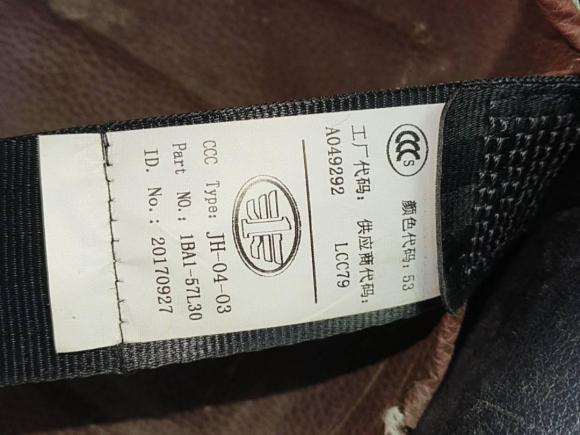 CCC S
颜色代码: 53
工厂代码: 供应商代码:
A049292 LCC79
CCC Type: JH-04-03
Part NO.: 1BA1-57L30
ID. No.: 20170927